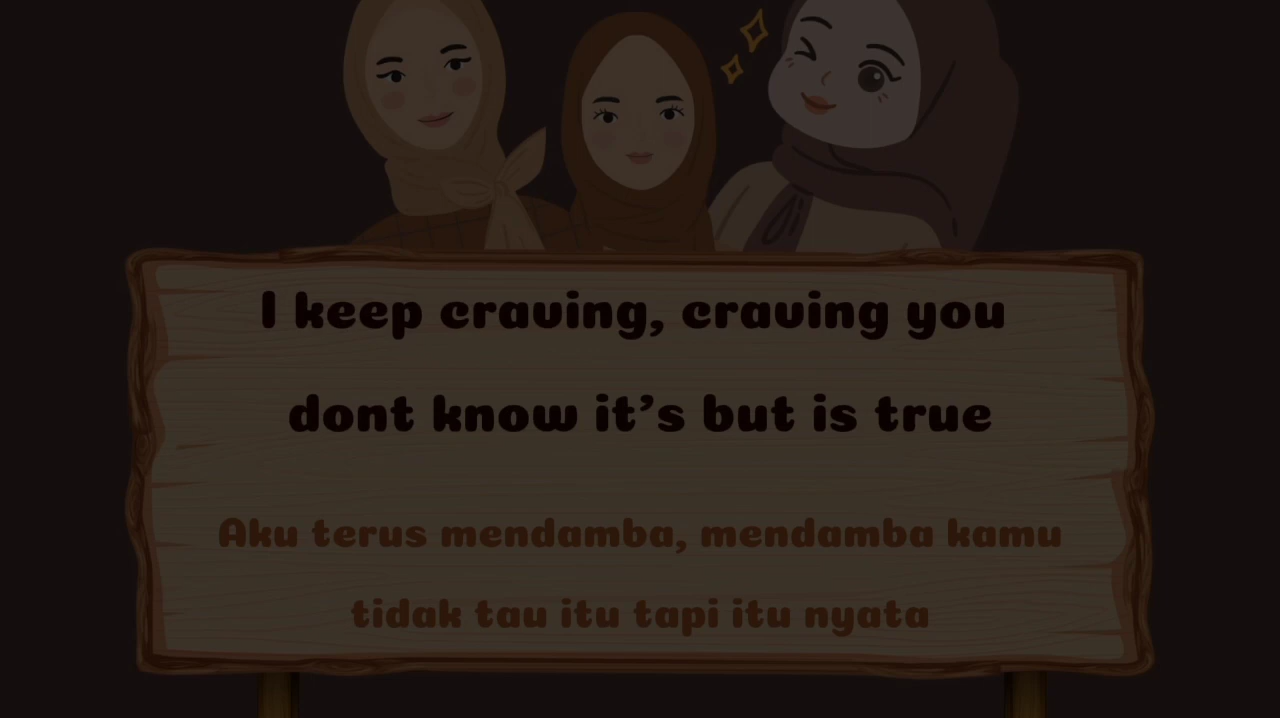 I keep craving, craving you
dont know it's but is true
Aku terus mendamba, mendamba kamu
tidak tau itu tapi itu nyata